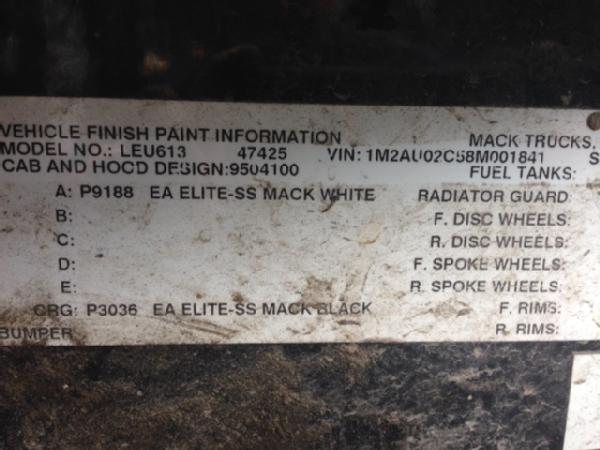 VEHICLE FINISH PAINT INFORMATION MACK TRUCKS,
MODEL NO.: LEU613 47425 VIN: 1M2AU02C58M001841 S
CAB AND HOOD DESIGN:9504100 FUEL TANKS:
A: P9188 EA ELITE-SS MACK WHITE RADIATOR GUARD
B: F. DISC WHEELS:
C: R. DISC WHEELS:
D: F. SPOKE WHEELS:
E: R. SPOKE WHEELS:
CRG: P3036 EA ELITE-SS MACK BLACK F. RIMS:
BUMPER R. RIMS: